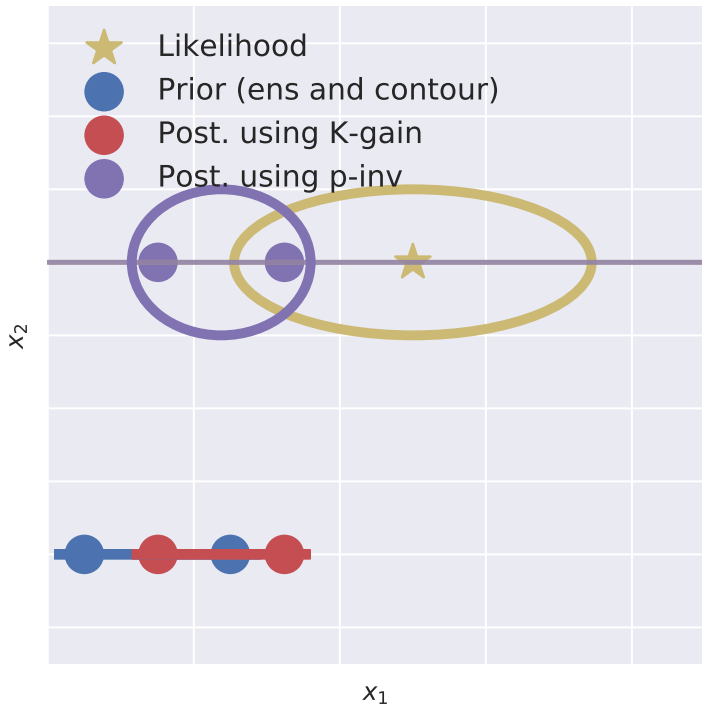 Likelihood
Prior (ens and contour)
Post. using K-gain
Post. using p-inv
x₂
x₁